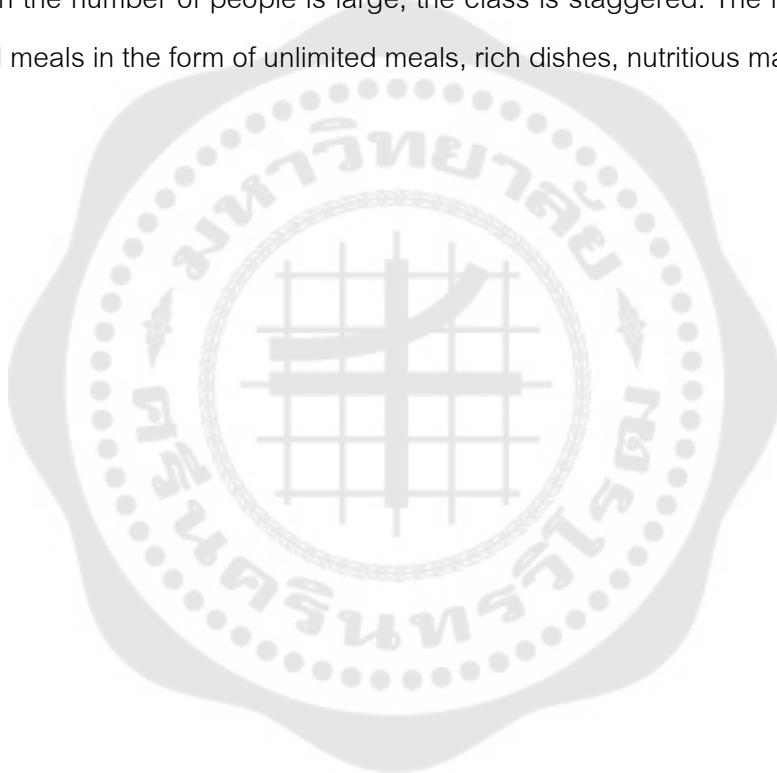 the number of people is large, the class is staggered. The
meals in the form of unlimited meals, rich dishes, nutritious
มหาวิทยาลัย
ศรีนครินทรวิโรฒ